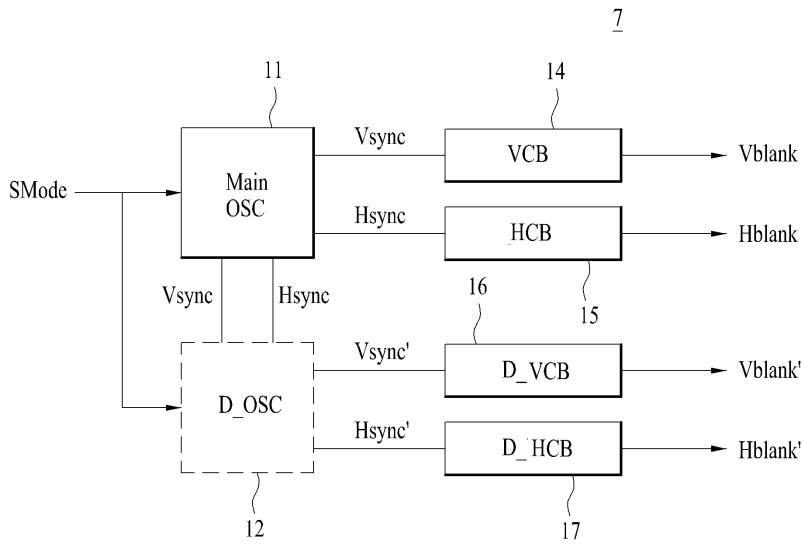 7
11
14
Vsync
VCB
Vblank
SMode
Main
OSC
Hsync
HCB
Hblank
Vsync
Hsync
16
15
Vsync'
D_VCB
Vblank'
D_OSC
Hsync'
D_HCB
Hblank'
12
17